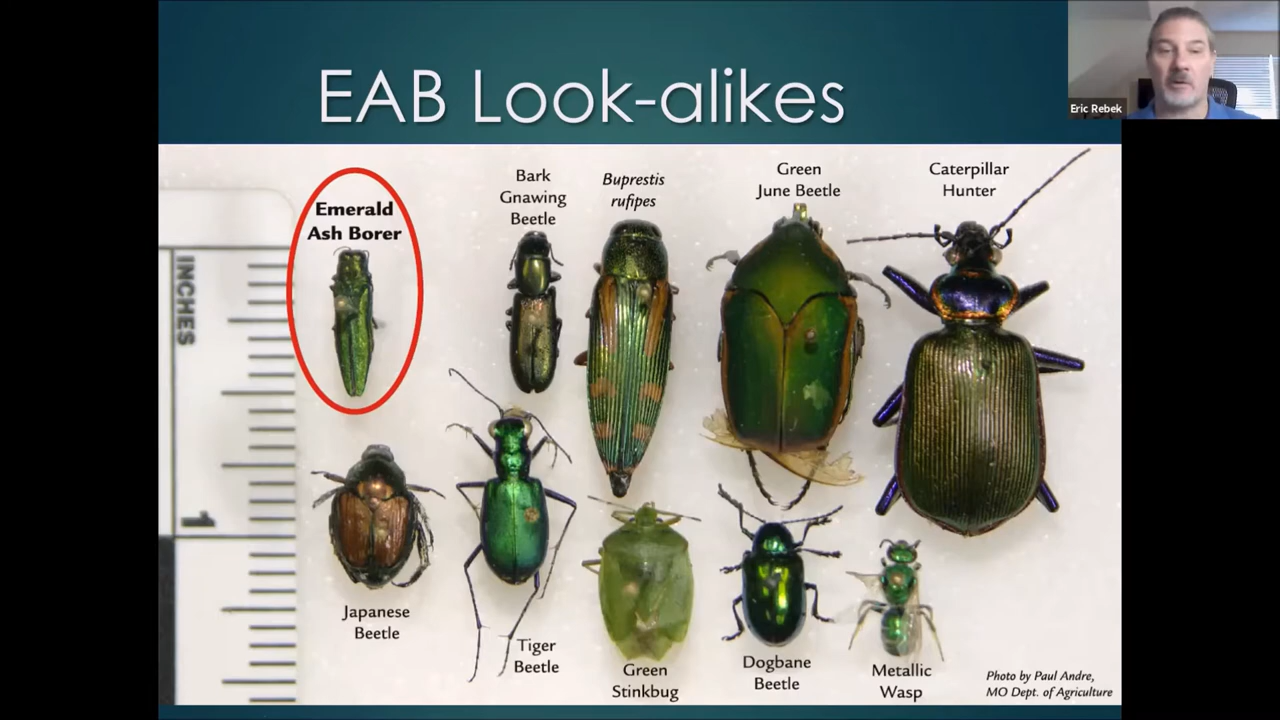 EAB Look-alikes
Eric Rebek
Emerald
Ash Borer
Bark
Gnawing
Beetle
Buprestis
rufipes
Green
June Beetle
Caterpillar
Hunter
INCHES
1
Japanese
Beetle
Tiger
Beetle
Green
Stinkbug
Dogbane
Beetle
Metallic
Wasp
Photo by Paul Andre,
MO Dept. of Agriculture